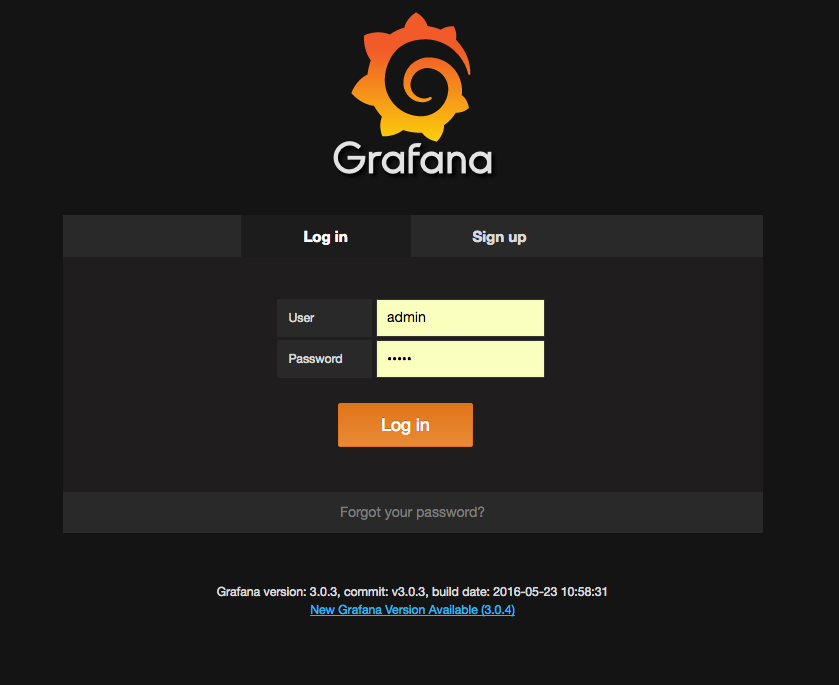 Grafana
Log in
Sign up
User
admin
Password
•••••
Log in
Forgot your password?
Grafana version: 3.0.3, commit: v3.0.3, build date: 2016-05-23 10:58:31
New Grafana Version Available (3.0.4)